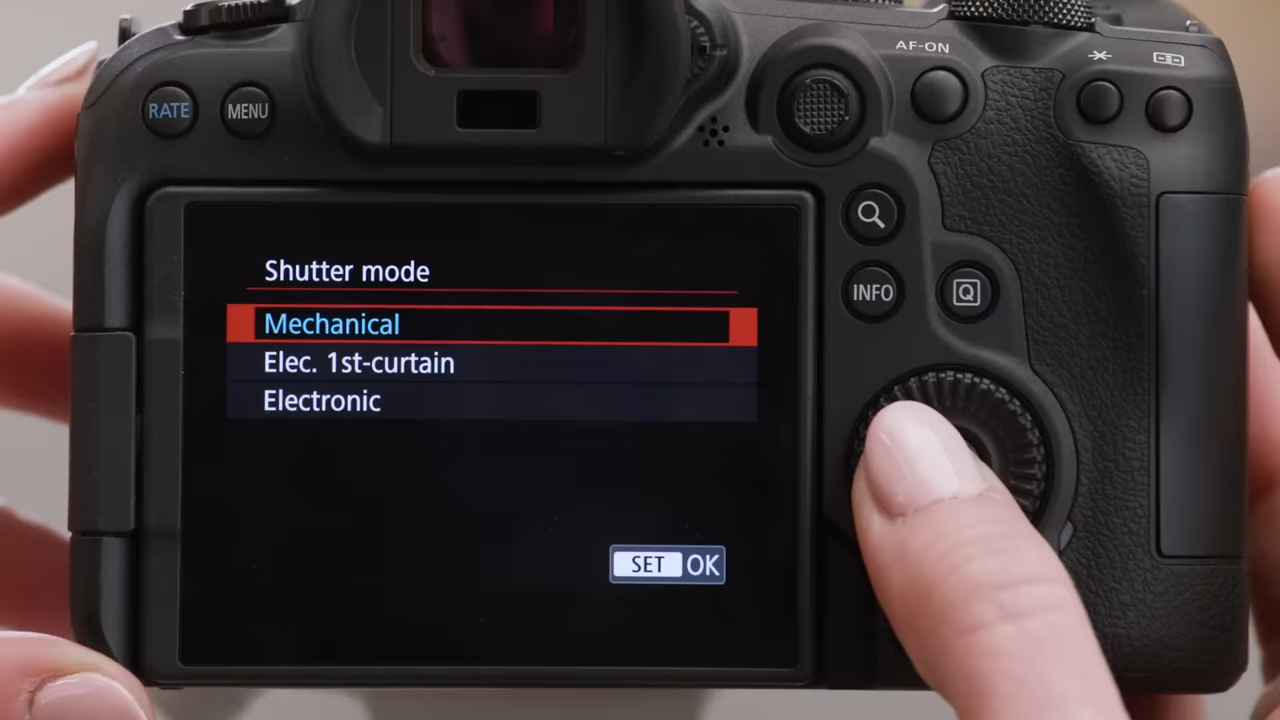 AF-ON
RATE
MENU
INFO
Q
Shutter mode
Mechanical
Elec. 1st-curtain
Electronic
SET OK